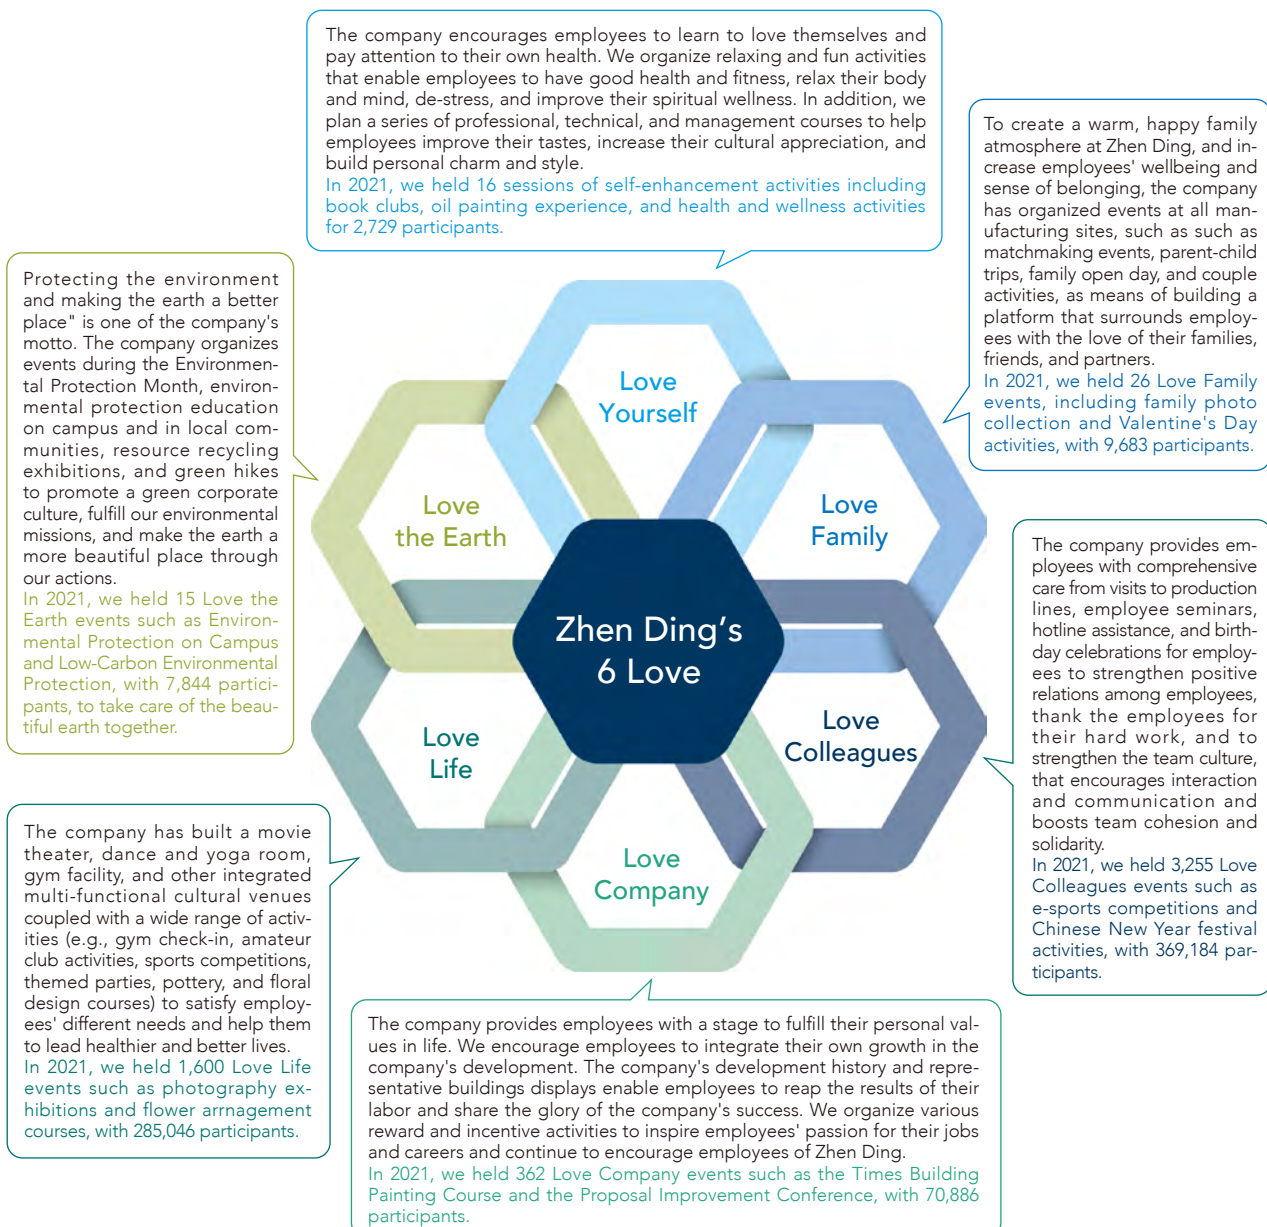 The company encourages employees to learn to love themselves and
pay attention to their own health. We organize relaxing and fun activities
that enable employees to have good health and fitness, relax their body
and mind, de-stress, and improve their spiritual wellness. In addition, we
plan a series of professional, technical, and management courses to help
employees improve their tastes, increase their cultural appreciation, and
build personal charm and style.
In 2021, we held 16 sessions of self-enhancement activities including
book clubs, oil painting experience, and health and wellness activities
for 2,729 participants.
To create a warm, happy family
atmosphere at Zhen Ding, and in-
crease employees' wellbeing and
sense of belonging, the company
has organized events at all man-
ufacturing sites, such as such as
matchmaking events, parent-child
trips, family open day, and couple
activities, as means of building a
platform that surrounds employ-
ees with the love of their families,
friends, and partners.
In 2021, we held 26 Love Family
events, including family photo
collection and Valentine's Day
activities, with 9,683 participants.
Protecting the environment
and making the earth a better
place" is one of the company's
motto. The company organizes
events during the Environmen-
tal Protection Month, environ-
mental protection education
on campus and in local com-
munities, resource recycling
exhibitions, and green hikes
to promote a green corporate
culture, fulfill our environmental
missions, and make the earth a
more beautiful place through
our actions.
In 2021, we held 15 Love the
Earth events such as Environ-
mental Protection on Campus
and Low-Carbon Environmental
Protection, with 7,844 partici-
pants, to take care of the beau-
tiful earth together.
Love
Yourself
Love
the Earth
Love
Family
Zhen Ding's
6 Love
Love
Life
Love
Colleagues
Love
Company
The company provides em-
ployees with comprehensive
care from visits to production
lines, employee seminars,
hotline assistance, and birth-
day celebrations for employ-
ees to strengthen positive
relations among employees,
thank the employees for
their hard work, and to
strengthen the team culture,
that encourages interaction
and communication and
boosts team cohesion and
solidarity.
In 2021, we held 3,255 Love
Colleagues events such as
e-sports competitions and
Chinese New Year festival
activities, with 369,184 par-
ticipants.
The company has built a movie
theater, dance and yoga room,
gym facility, and other integrated
multi-functional cultural venues
coupled with a wide range of activ-
ities (e.g., gym check-in, amateur
club activities, sports competitions,
themed parties, pottery, and floral
design courses) to satisfy employ-
ees' different needs and help them
to lead healthier and better lives.
In 2021, we held 1,600 Love Life
events such as photography ex-
hibitions and flower arrnagement
courses, with 285,046 participants.
The company provides employees with a stage to fulfill their personal val-
ues in life. We encourage employees to integrate their own growth in the
company's development. The company's development history and repre-
sentative buildings displays enable employees to reap the results of their
labor and share the glory of the company's success. We organize various
reward and incentive activities to inspire employees' passion for their jobs
and careers and continue to encourage employees of Zhen Ding.
In 2021, we held 362 Love Company events such as the Times Building
Painting Course and the Proposal Improvement Conference, with 70,886
participants.